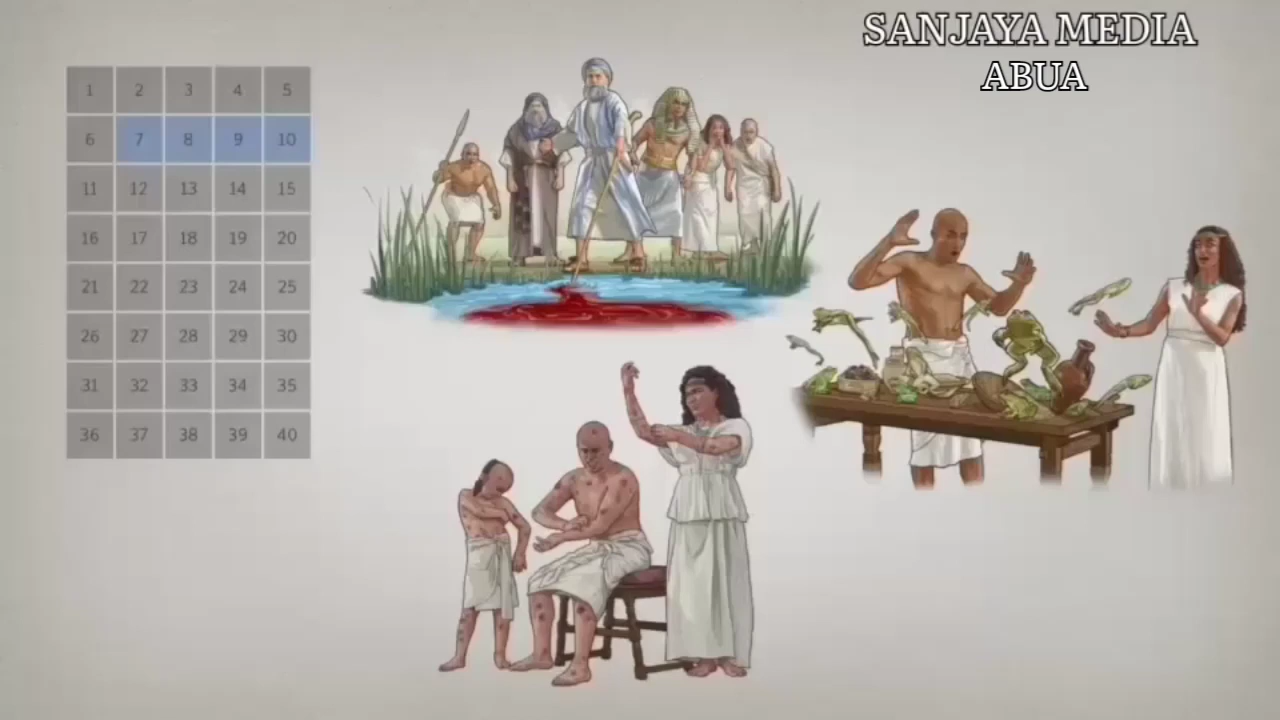 SANJAYA MEDIA
ABUA
1 2 3 4 5
6 7 8 9 10
11 12 13 14 15
16 17 18 19 20
21 22 23 24 25
26 27 28 29 30
31 32 33 34 35
36 37 38 39 40